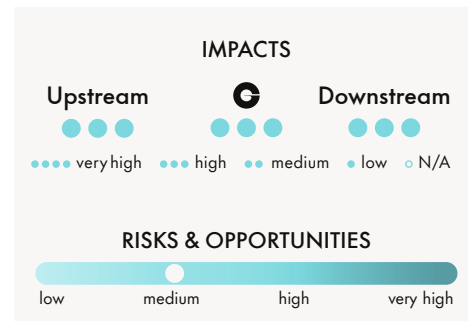 IMPACTS
Upstream Downstream
very high high medium low N/A
RISKS & OPPORTUNITIES
low medium high very high